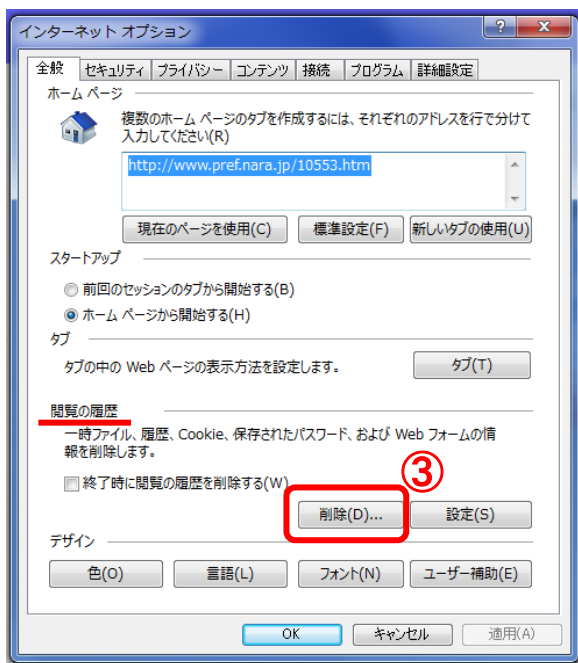 インターネット オプション
全般 セキュリティ プライバシー コンテンツ 接続 プログラム 詳細設定
ホーム ページ
複数のホーム ページのタブを作成するには、それぞれのアドレスを行で分けて
入力してください(R)
http://www.pref.nara.jp/10553.htm
現在のページを使用(C) 標準設定(F) 新しいタブの使用(U)
スタートアップ
前回のセッションのタブから開始する(B)
ホーム ページから開始する(H)
タブ
タブの中の Web ページの表示方法を設定します。 タブ(T)
閲覧の履歴
一時ファイル、履歴、Cookie、保存されたパスワード、および Web フォームの情
報を削除します。
終了時に閲覧の履歴を削除する(W)
③
削除(D)... 設定(S)
デザイン
色(O) 言語(L) フォント(N) ユーザー補助(E)
OK キャンセル 適用(A)